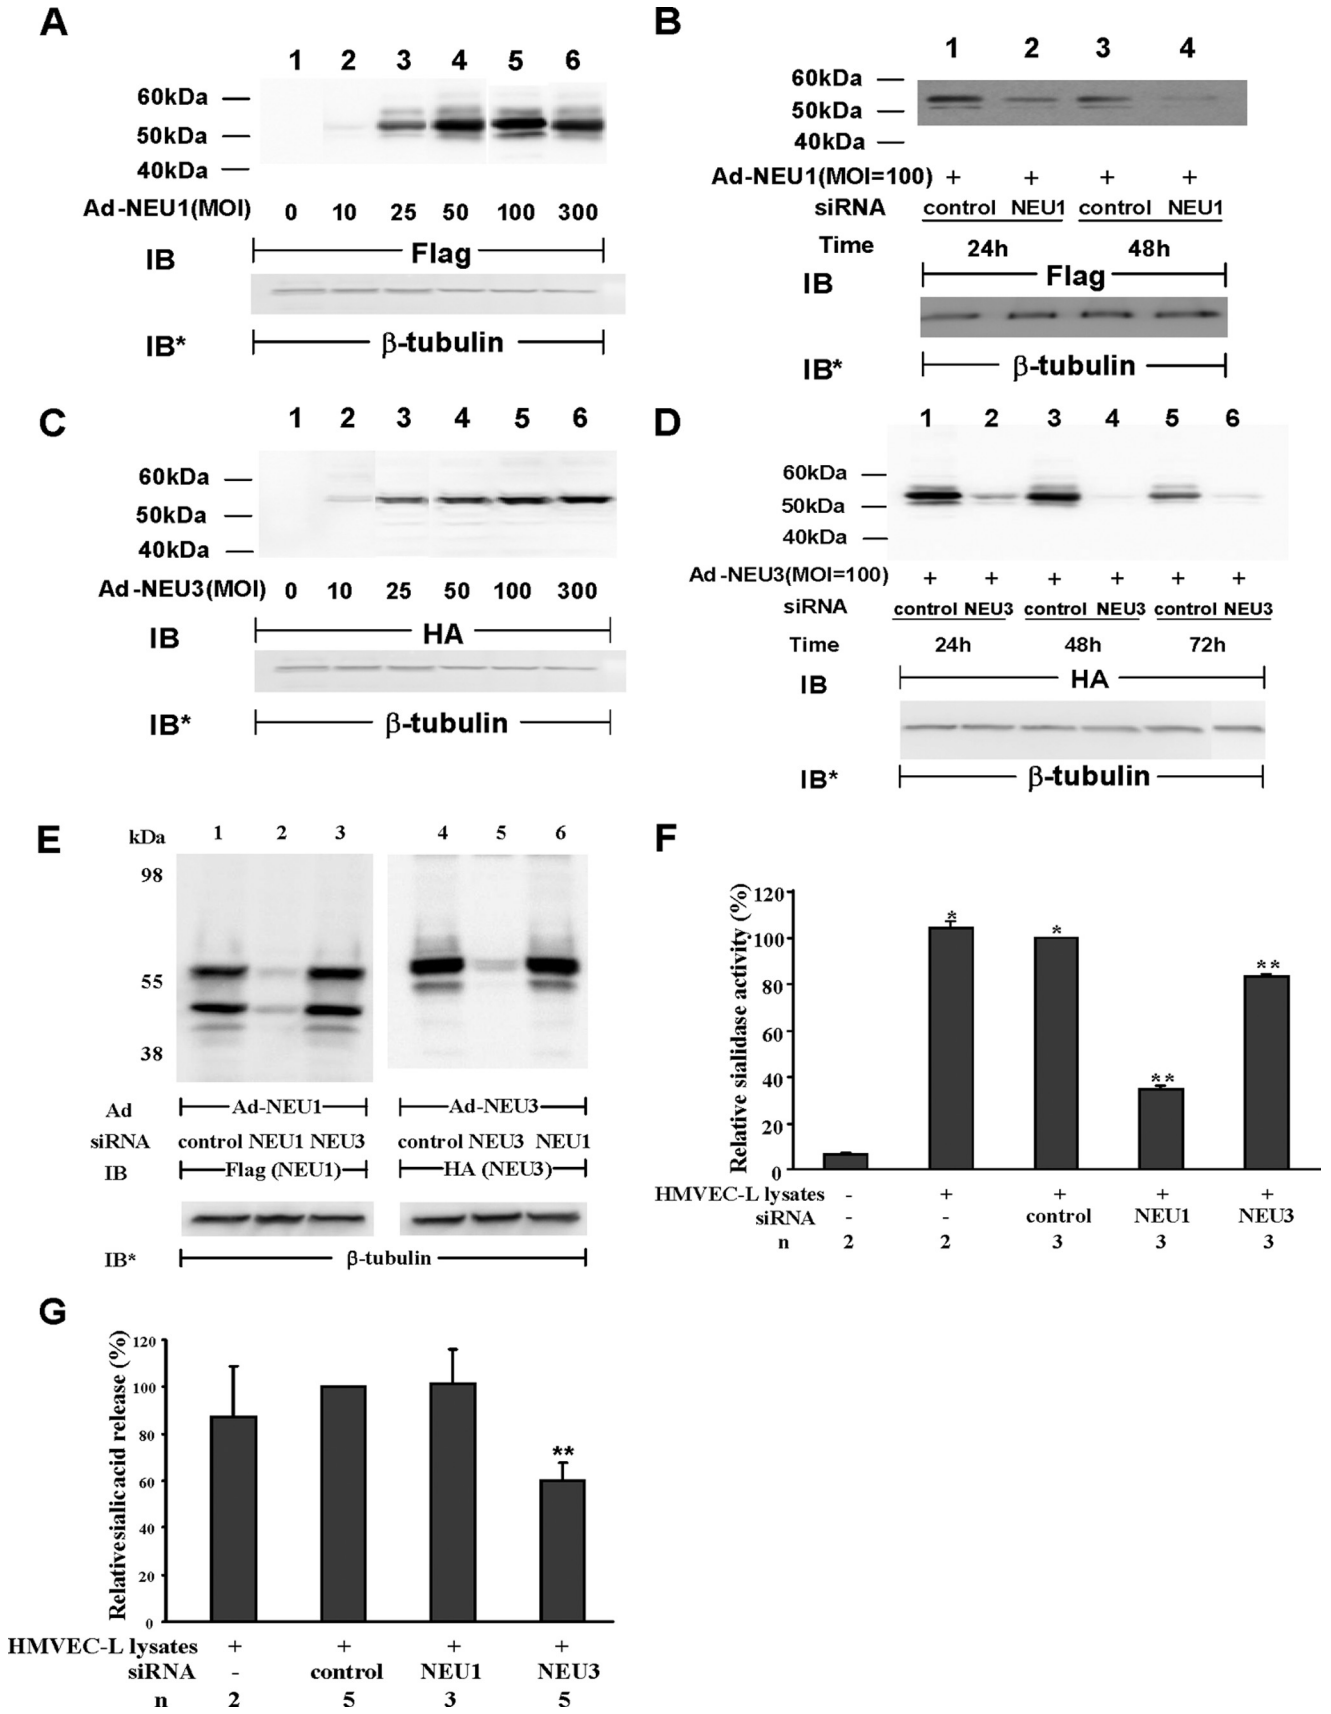 A
1 2 3 4 5 6
60kDa
50kDa
40kDa
Ad-NEU1(MOI) 0 10 25 50 100 300
IB Flag
IB* β-tubulin
B
1 2 3 4
60kDa
50kDa
40kDa
Ad-NEU1(MOI=100) + + + +
siRNA control NEU1 control NEU1
Time 24h 48h
IB Flag
IB* β-tubulin
C
1 2 3 4 5 6
60kDa
50kDa
40kDa
Ad-NEU3(MOI) 0 10 25 50 100 300
IB HA
IB* β-tubulin
D
1 2 3 4 5 6
60kDa
50kDa
40kDa
Ad-NEU3(MOI=100) + + + + + +
siRNA control NEU3 control NEU3 control NEU3
Time 24h 48h 72h
IB HA
IB* β-tubulin
E
kDa 1 2 3 4 5 6
98
55
38
Ad Ad-NEU1 Ad-NEU3
siRNA control NEU1 NEU3 control NEU3 NEU1
IB Flag (NEU1) HA (NEU3)
IB* β-tubulin
F
Relative sialidase activity (%)
120
100
80
60
40
20
0
* * ** **
HMVEC-L lysates - + + + +
siRNA - - control NEU1 NEU3
n 2 2 3 3 3
G
Relativesialicacid release (%)
120
100
80
60
40
20
0
**
HMVEC-L lysates + + + +
siRNA - control NEU1 NEU3
n 2 5 3 5